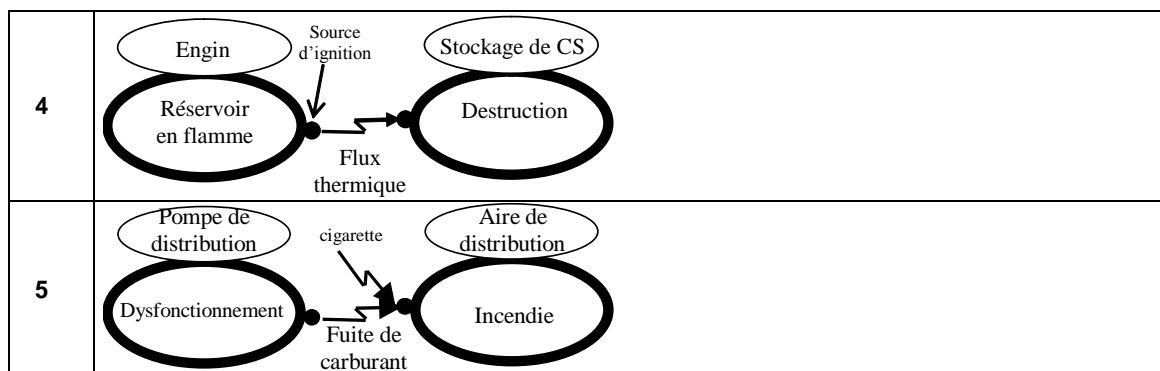 4
Engin
Source
d'ignition
Stockage de CS
Réservoir
en flamme
Destruction
Flux
thermique
5
Pompe de
distribution
cigarette
Aire de
distribution
Dysfonctionnement
Incendie
Fuite de
carburant